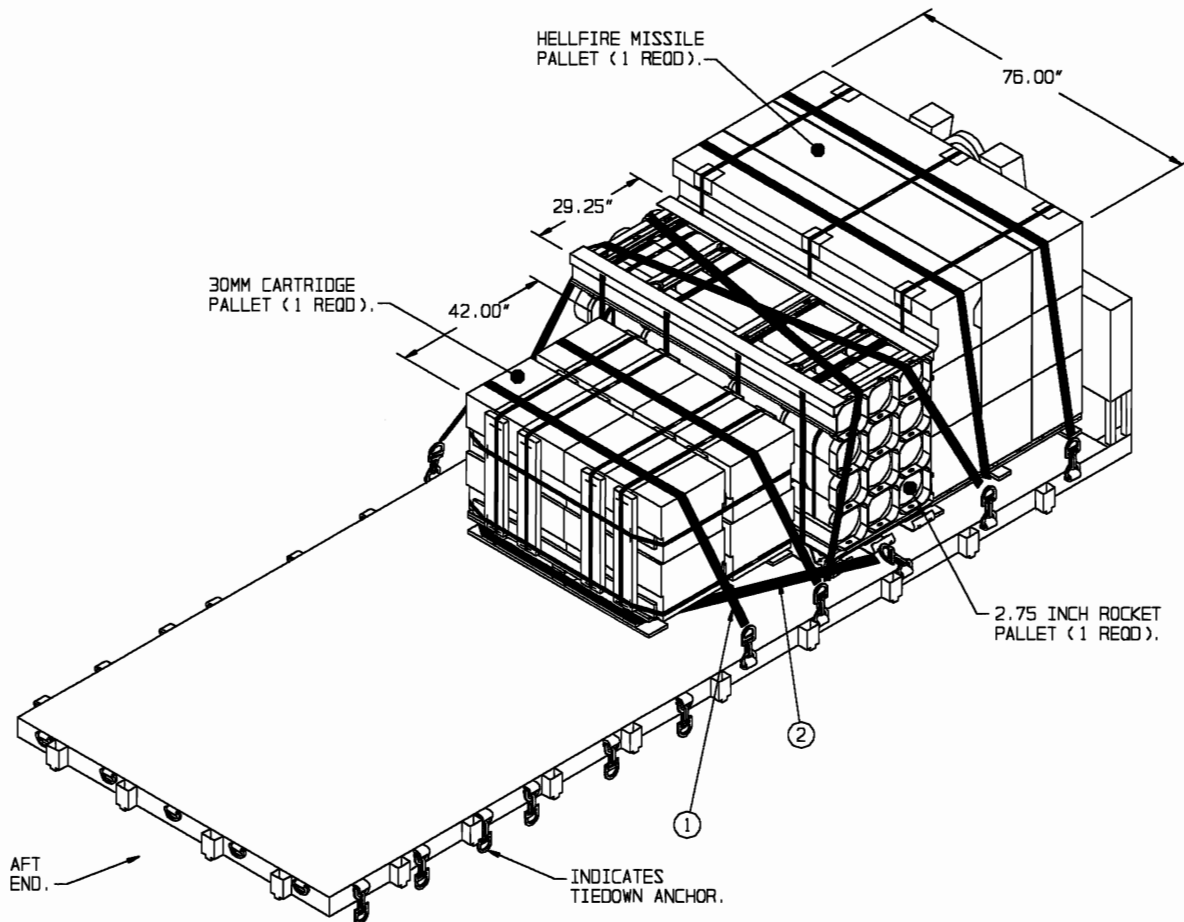 HELLFIRE MISSILE
PALLET (1 REQD).
76.00"
29.25"
30MM CARTRIDGE
PALLET (1 REQD).
42.00"
2.75 INCH ROCKET
PALLET (1 REQD).
2
1
AFT
END.
INDICATES
TIEDOWN ANCHOR.